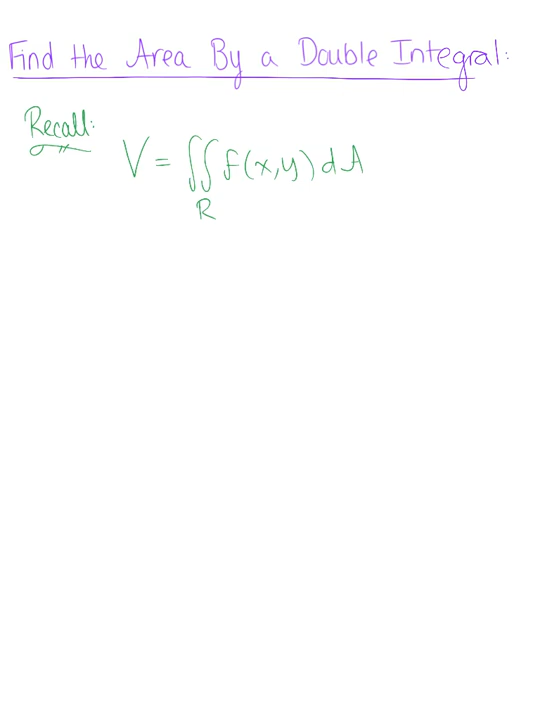 Find the Area By a Double Integral:
Recall:
V = ∬ f(x,y) dA
R